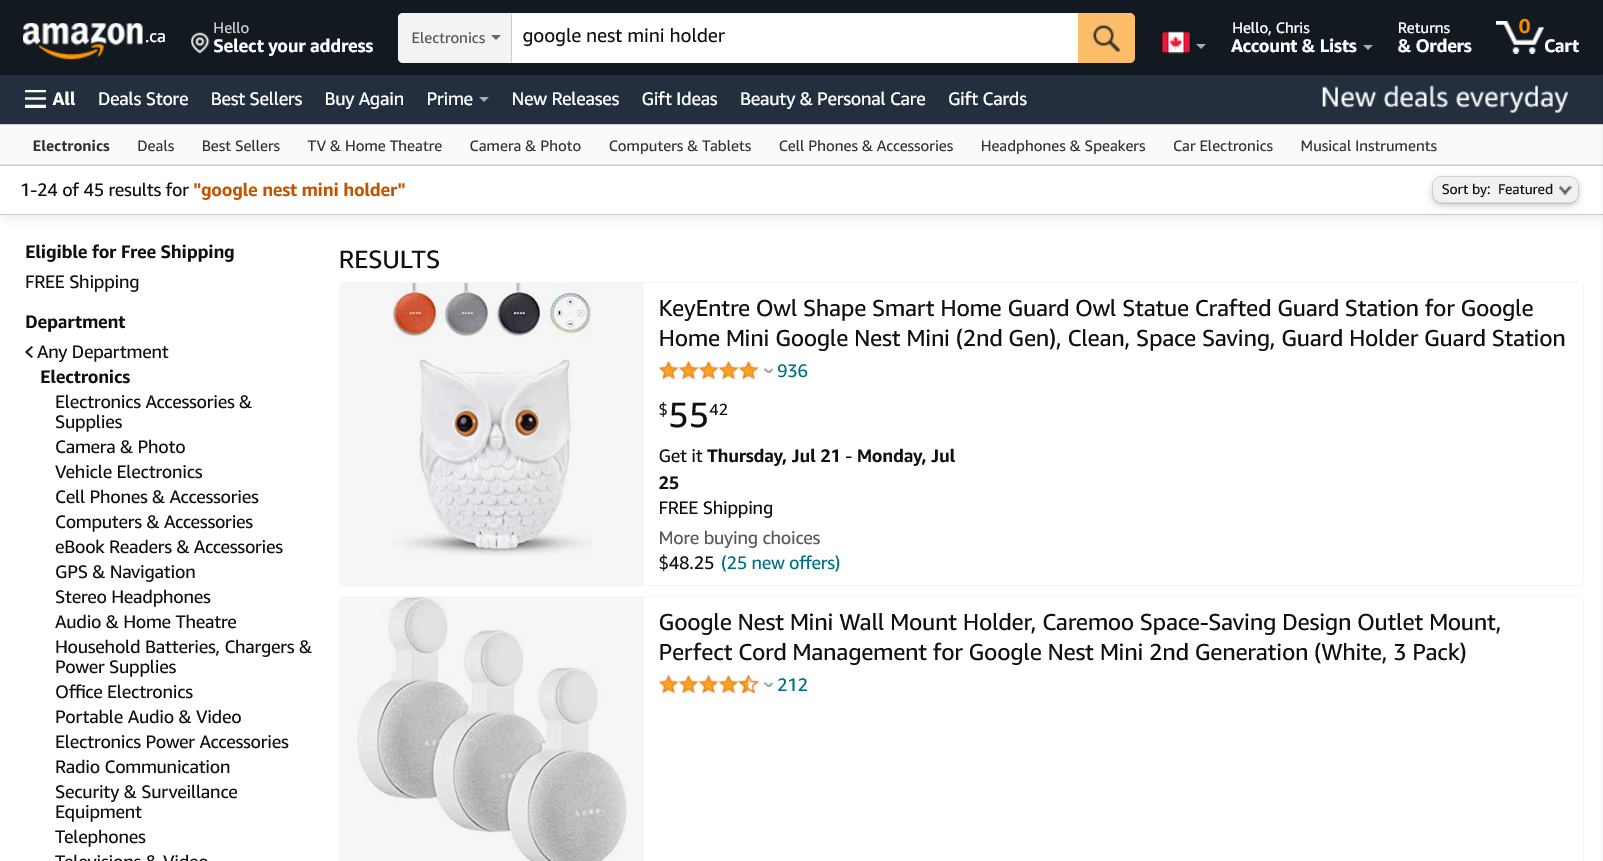 amazon.ca
Hello
Select your address
Electronics
google nest mini holder
Hello, Chris
Account & Lists
Returns
& Orders
0
Cart
All
Deals Store
Best Sellers
Buy Again
Prime
New Releases
Gift Ideas
Beauty & Personal Care
Gift Cards
New deals everyday
Electronics
Deals
Best Sellers
TV & Home Theatre
Camera & Photo
Computers & Tablets
Cell Phones & Accessories
Headphones & Speakers
Car Electronics
Musical Instruments
1-24 of 45 results for "google nest mini holder"
Sort by: Featured
Eligible for Free Shipping
FREE Shipping
Department
Any Department
Electronics
Electronics Accessories &
Supplies
Camera & Photo
Vehicle Electronics
Cell Phones & Accessories
Computers & Accessories
eBook Readers & Accessories
GPS & Navigation
Stereo Headphones
Audio & Home Theatre
Household Batteries, Chargers &
Power Supplies
Office Electronics
Portable Audio & Video
Electronics Power Accessories
Radio Communication
Security & Surveillance
Equipment
Telephones
Televisions & Video
RESULTS
KeyEntre Owl Shape Smart Home Guard Owl Statue Crafted Guard Station for Google
Home Mini Google Nest Mini (2nd Gen), Clean, Space Saving, Guard Holder Guard Station
936
$55 42
Get it Thursday, Jul 21 - Monday, Jul
25
FREE Shipping
More buying choices
$48.25 (25 new offers)
Google Nest Mini Wall Mount Holder, Caremoo Space-Saving Design Outlet Mount,
Perfect Cord Management for Google Nest Mini 2nd Generation (White, 3 Pack)
212